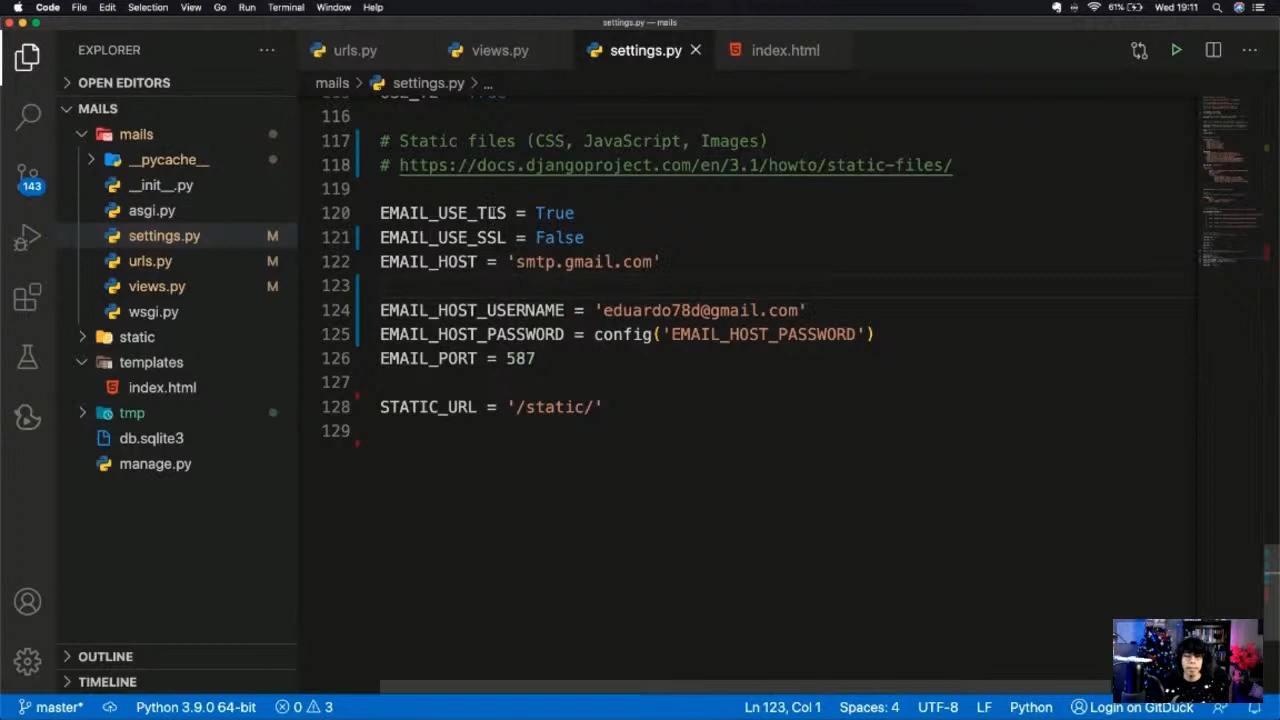 Code File Edit Selection View Go Run Terminal Window Help 61% Wed 19:11
settings.py — mails
EXPLORER
urls.py views.py settings.py index.html
OPEN EDITORS
mails > settings.py > ...
MAILS
mails
__pycache__
__init__.py
asgi.py
settings.py M
urls.py M
views.py M
wsgi.py
static
templates
index.html
tmp
db.sqlite3
manage.py
OUTLINE
TIMELINE
143
116
117 # Static files (CSS, JavaScript, Images)
118 # https://docs.djangoproject.com/en/3.1/howto/static-files/
119
120 EMAIL_USE_TLS = True
121 EMAIL_USE_SSL = False
122 EMAIL_HOST = 'smtp.gmail.com'
123
124 EMAIL_HOST_USERNAME = 'eduardo78d@gmail.com'
125 EMAIL_HOST_PASSWORD = config('EMAIL_HOST_PASSWORD')
126 EMAIL_PORT = 587
127
128 STATIC_URL = '/static/'
129
master* Python 3.9.0 64-bit 0 3 Ln 123, Col 1 Spaces: 4 UTF-8 LF Python Login on GitDuck